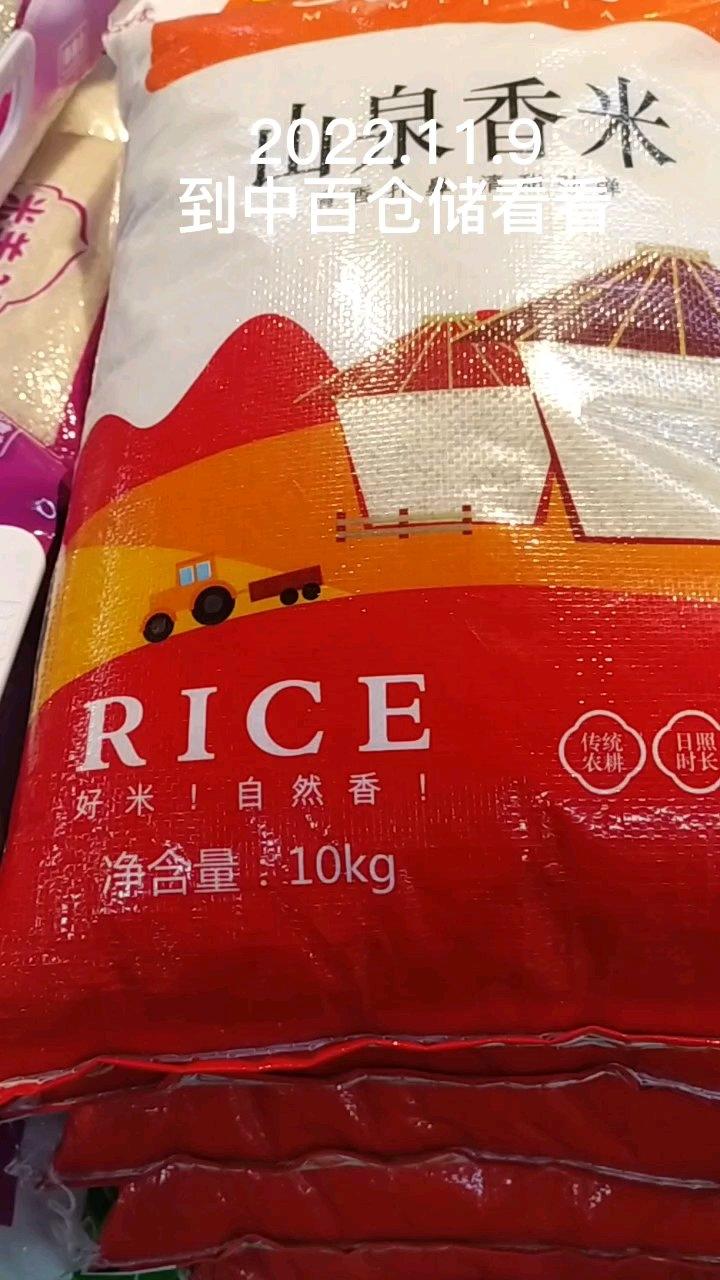 山泉香米
2022.11.9
到中百仓储看看
RICE
好米！自然香！
净含量：10kg
传统
农耕
日照
时长